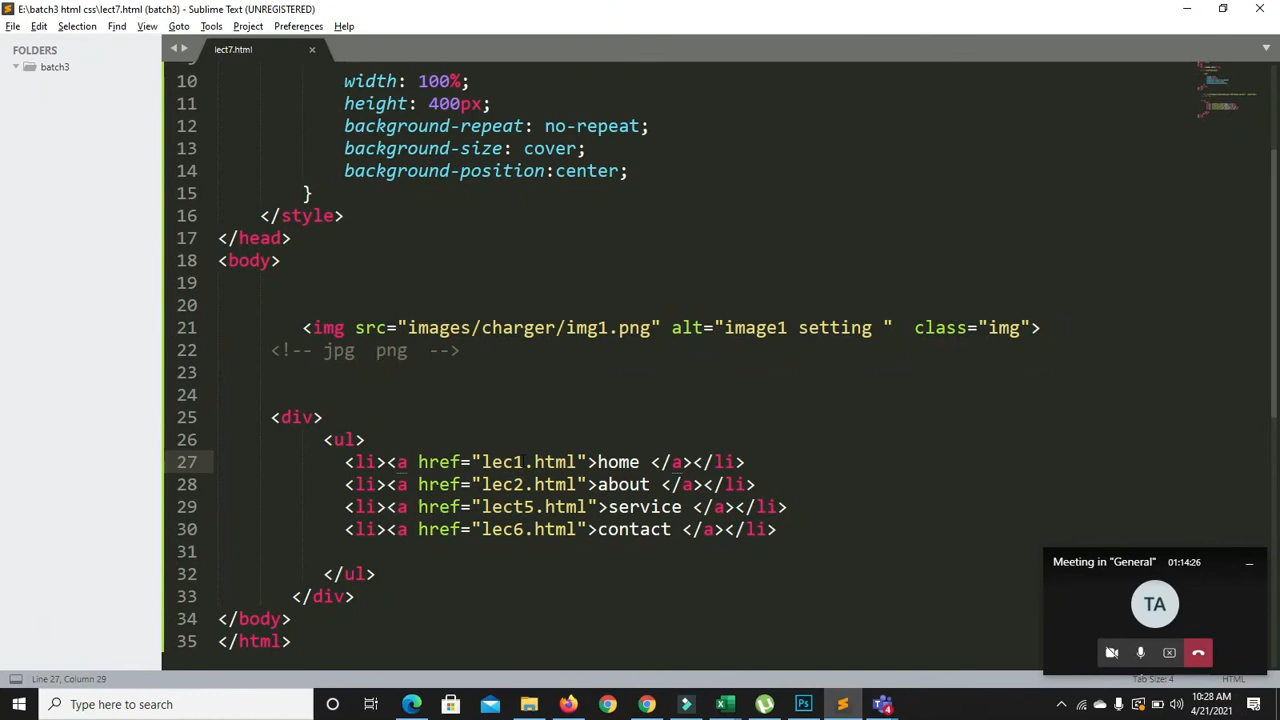 E:\batch3 html css\lect7.html (batch3) - Sublime Text (UNREGISTERED)
File Edit Selection Find View Goto Tools Project Preferences Help
FOLDERS
batch3
lect7.html
10 width: 100%;
11 height: 400px;
12 background-repeat: no-repeat;
13 background-size: cover;
14 background-position:center;
15 }
16 </style>
17 </head>
18 <body>
19
20
21 <img src="images/charger/img1.png" alt="image1 setting "  class="img">
22 <!-- jpg  png  -->
23
24
25 <div>
26 <ul>
27 <li><a href="lec1.html">home </a></li>
28 <li><a href="lec2.html">about </a></li>
29 <li><a href="lect5.html">service </a></li>
30 <li><a href="lec6.html">contact </a></li>
31
32 </ul>
33 </div>
34 </body>
35 </html>
Meeting in "General" 01:14:26
TA
Line 27, Column 29
Tab Size: 4 HTML
Type here to search
Ps
4
10:28 AM
4/21/2021